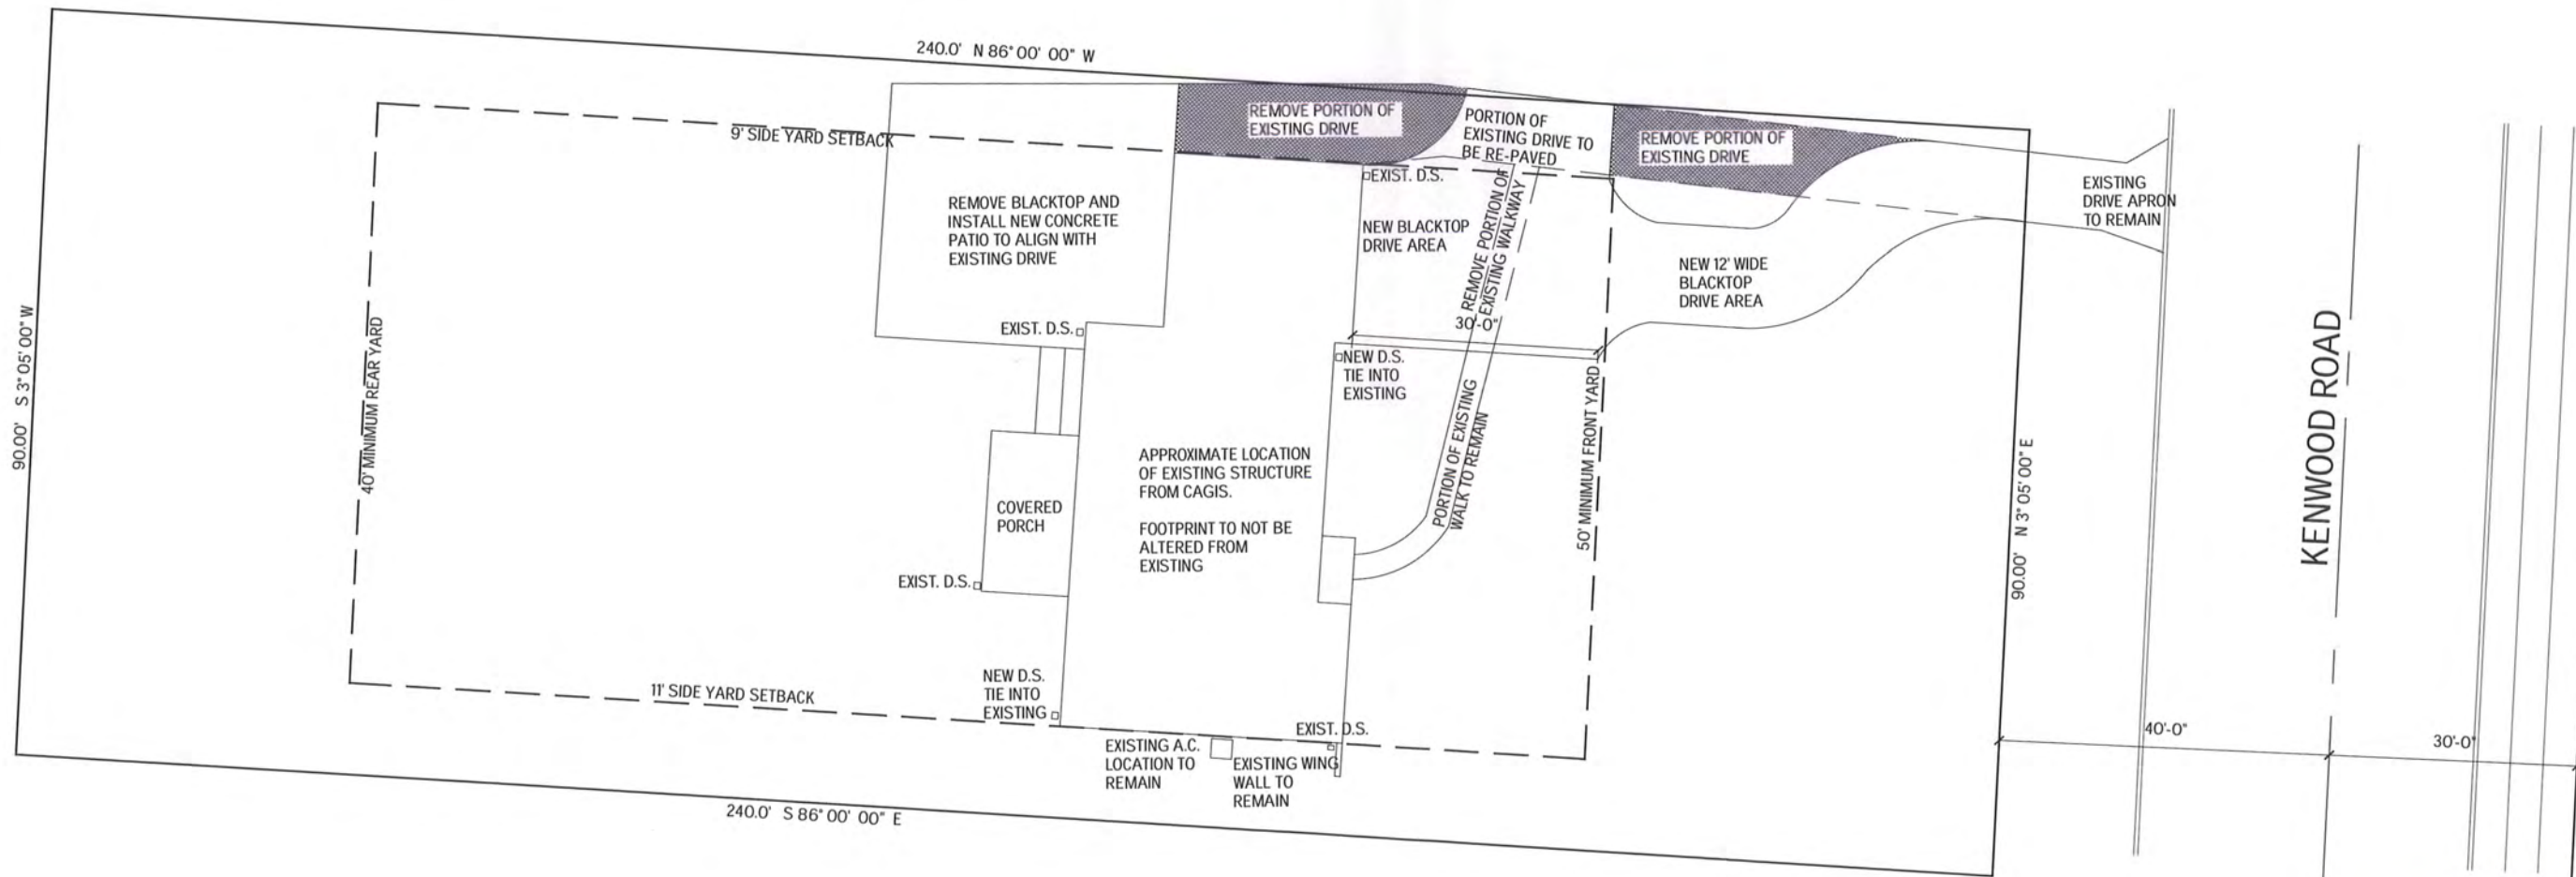 240.0' N 86° 00' 00" W
9' SIDE YARD SETBACK
REMOVE PORTION OF
EXISTING DRIVE
PORTION OF
EXISTING DRIVE TO
BE RE-PAVED
REMOVE PORTION OF
EXISTING DRIVE
EXISTING
DRIVE APRON
TO REMAIN
REMOVE BLACKTOP AND
INSTALL NEW CONCRETE
PATIO TO ALIGN WITH
EXISTING DRIVE
EXIST. D.S.
NEW BLACKTOP
DRIVE AREA
REMOVE PORTION OF
EXISTING WALKWAY
NEW 12' WIDE
BLACKTOP
DRIVE AREA
30'-0"
EXIST. D.S.
NEW D.S.
TIE INTO
EXISTING
90.00' S 3° 05' 00" W
40' MINIMUM REAR YARD
PORTION OF EXISTING
WALK TO REMAIN
50' MINIMUM FRONT YARD
90.00' N 3° 05' 00" E
KENWOOD ROAD
APPROXIMATE LOCATION
OF EXISTING STRUCTURE
FROM CAGIS.
FOOTPRINT TO NOT BE
ALTERED FROM
EXISTING
COVERED
PORCH
EXIST. D.S.
NEW D.S.
TIE INTO
EXISTING
11' SIDE YARD SETBACK
EXIST. D.S.
EXISTING A.C.
LOCATION TO
REMAIN
EXISTING WING
WALL TO
REMAIN
40'-0"
30'-0"
240.0' S 86° 00' 00" E